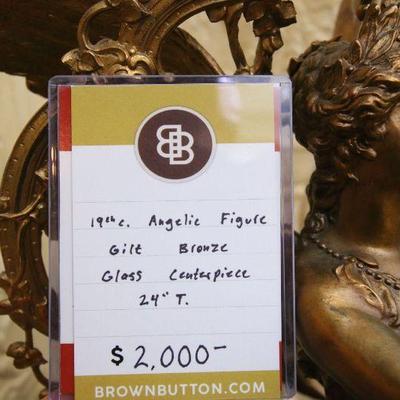 BB
19th c. Angelic Figure
Gilt Bronze
Glass Centerpiece
24" T.
$2,000-
BROWNBUTTON.COM